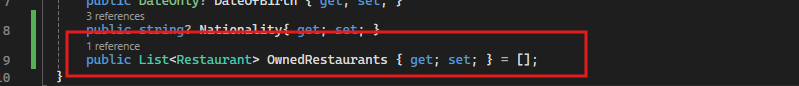 7 public DateOnly? DateOfBirth { get; set; }
3 references
8 public string? Nationality{ get; set; }
1 reference
9 public List<Restaurant> OwnedRestaurants { get; set; } = [];
10 }